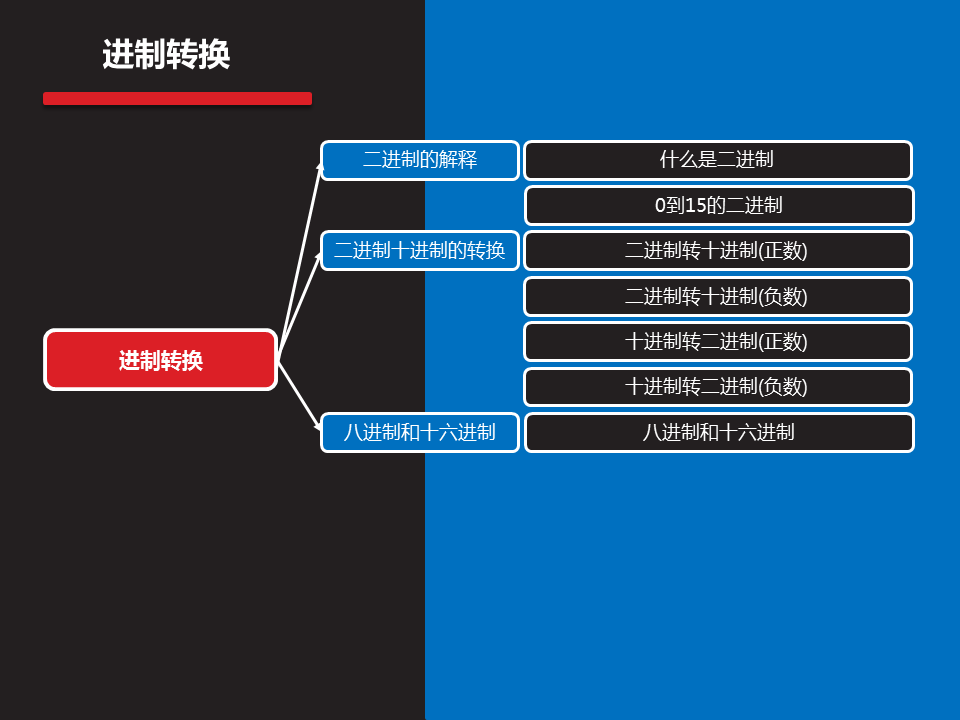 进制转换
二进制的解释
什么是二进制
0到15的二进制
二进制十进制的转换
二进制转十进制(正数)
二进制转十进制(负数)
十进制转二进制(正数)
进制转换
十进制转二进制(负数)
八进制和十六进制
八进制和十六进制